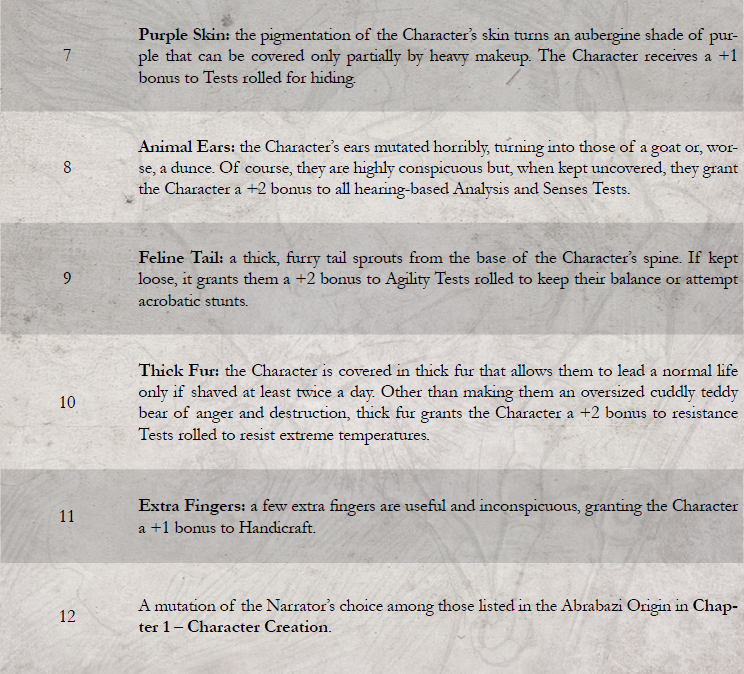 7
Purple Skin: the pigmentation of the Character's skin turns an aubergine shade of pur-
ple that can be covered only partially by heavy makeup. The Character receives a +1
bonus to Tests rolled for hiding.
8
Animal Ears: the Character's ears mutated horribly, turning into those of a goat or, wor-
se, a dunce. Of course, they are highly conspicuous but, when kept uncovered, they grant
the Character a +2 bonus to all hearing-based Analysis and Senses Tests.
9
Feline Tail: a thick, furry tail sprouts from the base of the Character's spine. If kept
loose, it grants them a +2 bonus to Agility Tests rolled to keep their balance or attempt
acrobatic stunts.
10
Thick Fur: the Character is covered in thick fur that allows them to lead a normal life
only if shaved at least twice a day. Other than making them an oversized cuddly teddy
bear of anger and destruction, thick fur grants the Character a +2 bonus to resistance
Tests rolled to resist extreme temperatures.
11
Extra Fingers: a few extra fingers are useful and inconspicuous, granting the Character
a +1 bonus to Handicraft.
12
A mutation of the Narrator's choice among those listed in the Abrabazi Origin in Chap-
ter 1 – Character Creation.